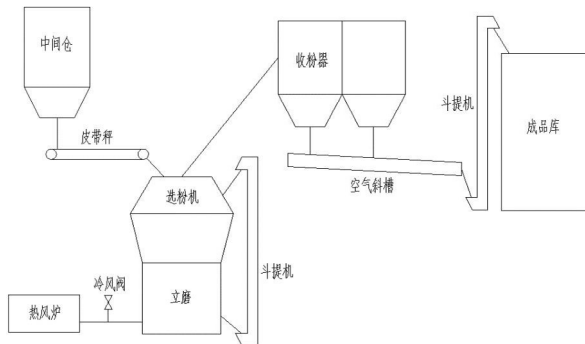 中间仓
收粉器
斗提机
成品库
皮带秤
选粉机
空气斜槽
斗提机
冷风阀
立磨
热风炉